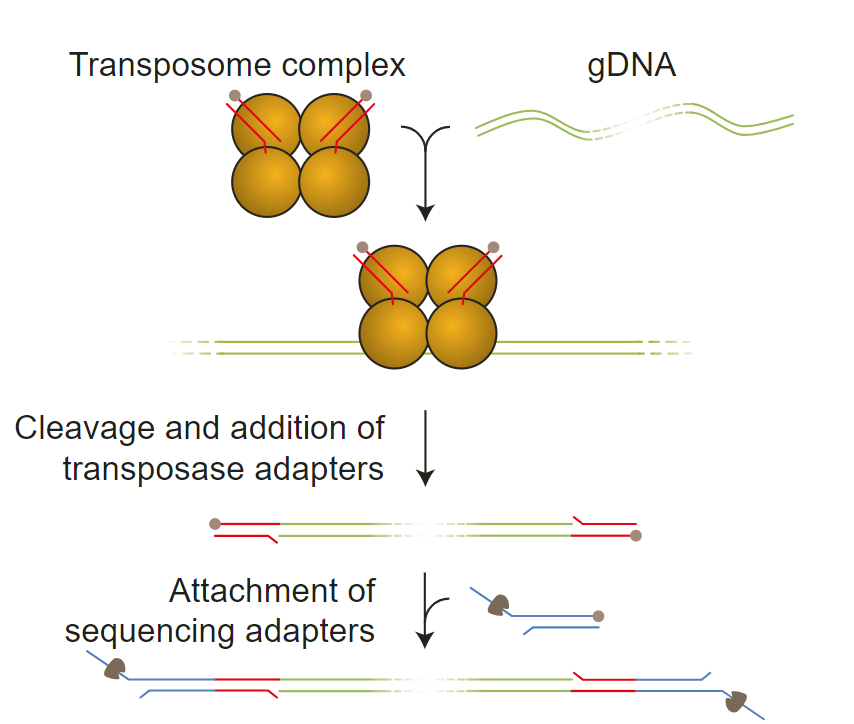 Transposome complex
gDNA
Cleavage and addition of
transposase adapters
Attachment of
sequencing adapters